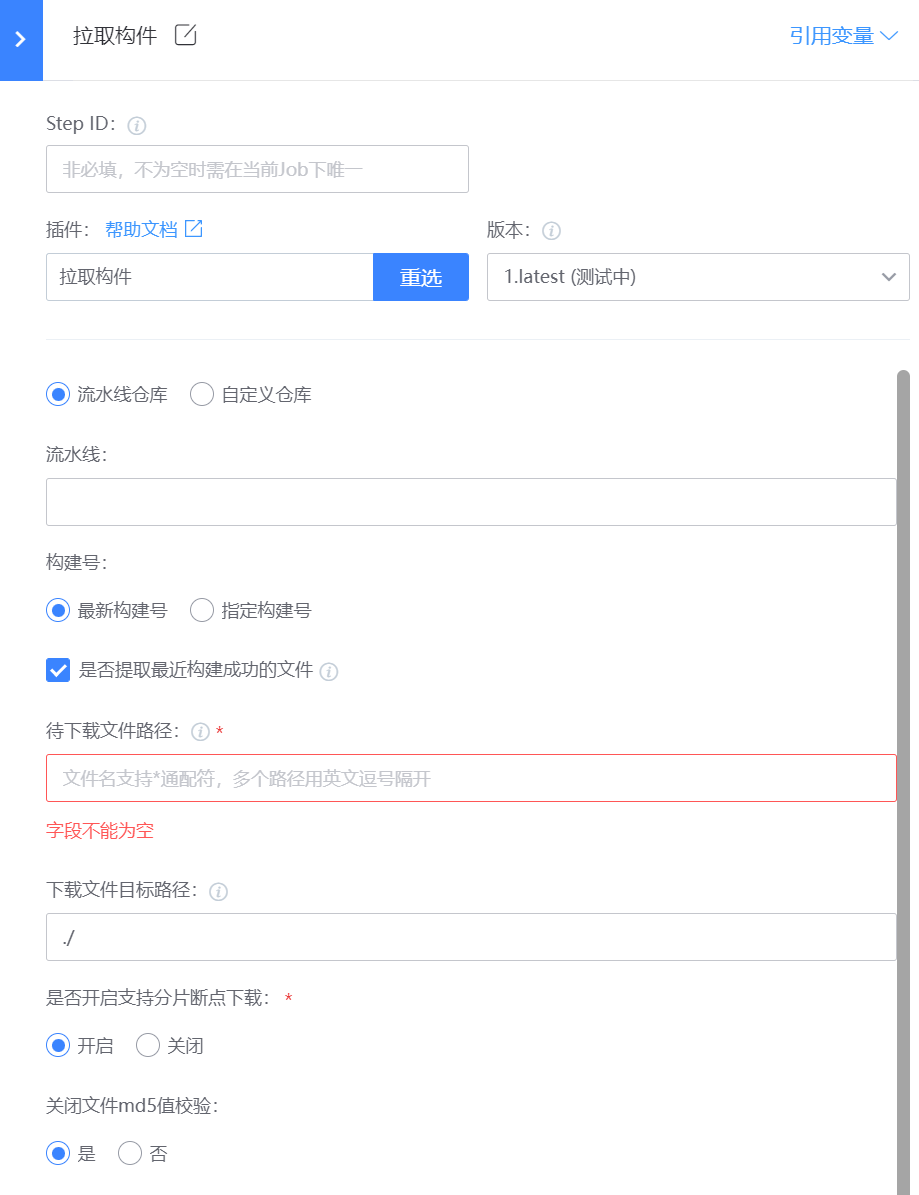 拉取构件
引用变量
Step ID:
非必填，不为空时需在当前Job下唯一
插件： 帮助文档
版本：
拉取构件
重选
1.latest (测试中)
流水线仓库 自定义仓库
流水线：
构建号：
最新构建号 指定构建号
是否提取最近构建成功的文件
待下载文件路径： *
文件名支持*通配符，多个路径用英文逗号隔开
字段不能为空
下载文件目标路径：
./
是否开启支持分片断点下载： *
开启 关闭
关闭文件md5值校验：
是 否